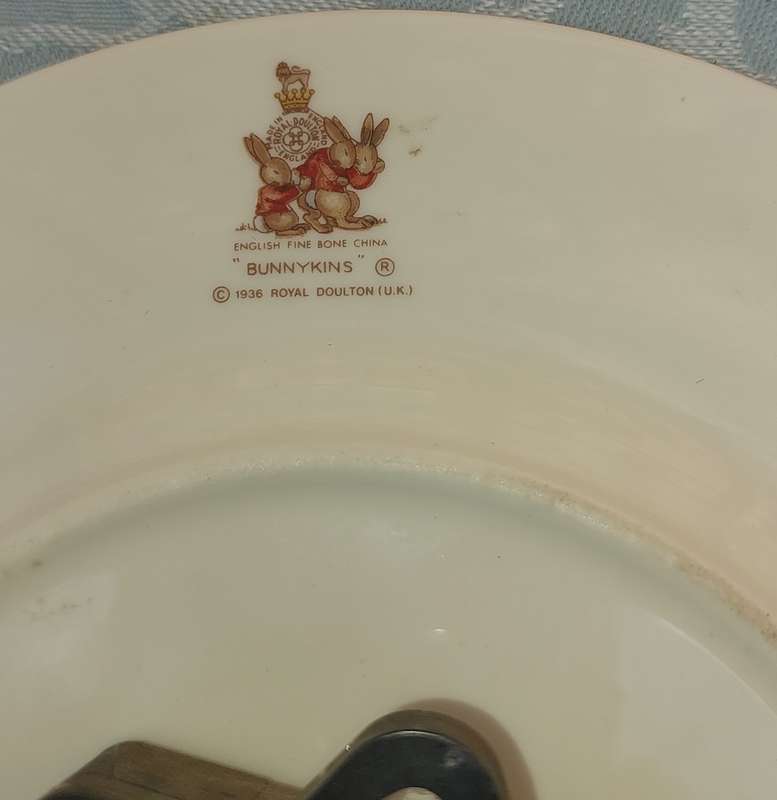 MADE IN ENGLAND
ROYAL DOULTON
ENGLAND
ENGLISH FINE BONE CHINA
"BUNNYKINS" ®
© 1936 ROYAL DOULTON (U.K.)